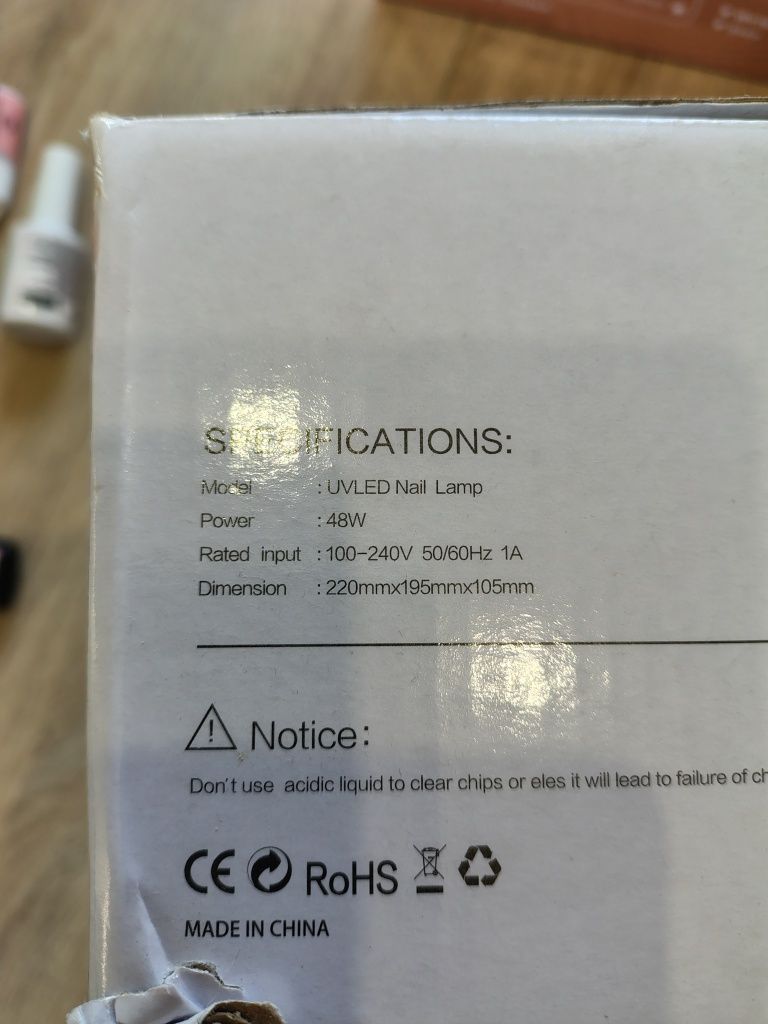 SPECIFICATIONS:
Model : UVLED Nail Lamp
Power : 48W
Rated input : 100-240V 50/60Hz 1A
Dimension : 220mmx195mmx105mm
Notice:
Don't use acidic liquid to clear chips or eles it will lead to failure of
CE RoHS
MADE IN CHINA